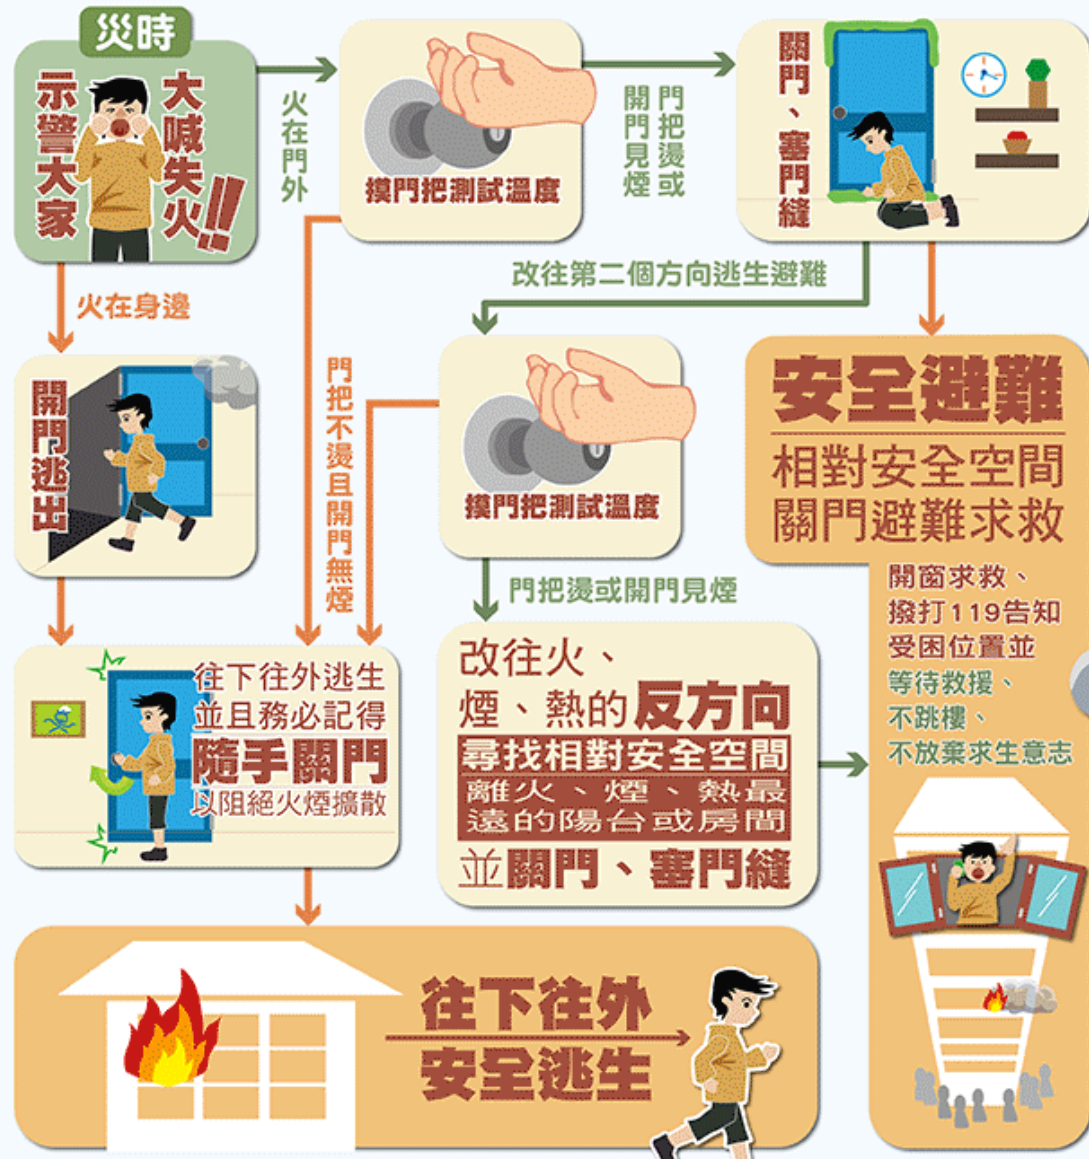 災時
大喊失火!!
示警大家
火在門外
摸門把測試溫度
門把燙或
開門見煙
關門、塞門縫
火在身邊
開門逃出
門把不燙且開門無煙
改往第二個方向逃生避難
摸門把測試溫度
門把燙或開門見煙
安全避難
相對安全空間
關門避難求救
開窗求救、
撥打119告知
受困位置並
等待救援、
不跳樓、
不放棄求生意志
往下往外逃生
並且務必記得
隨手關門
以阻絕火煙擴散
改往火、
煙、熱的反方向
尋找相對安全空間
離火、煙、熱最
遠的陽台或房間
並關門、塞門縫
往下往外
安全逃生